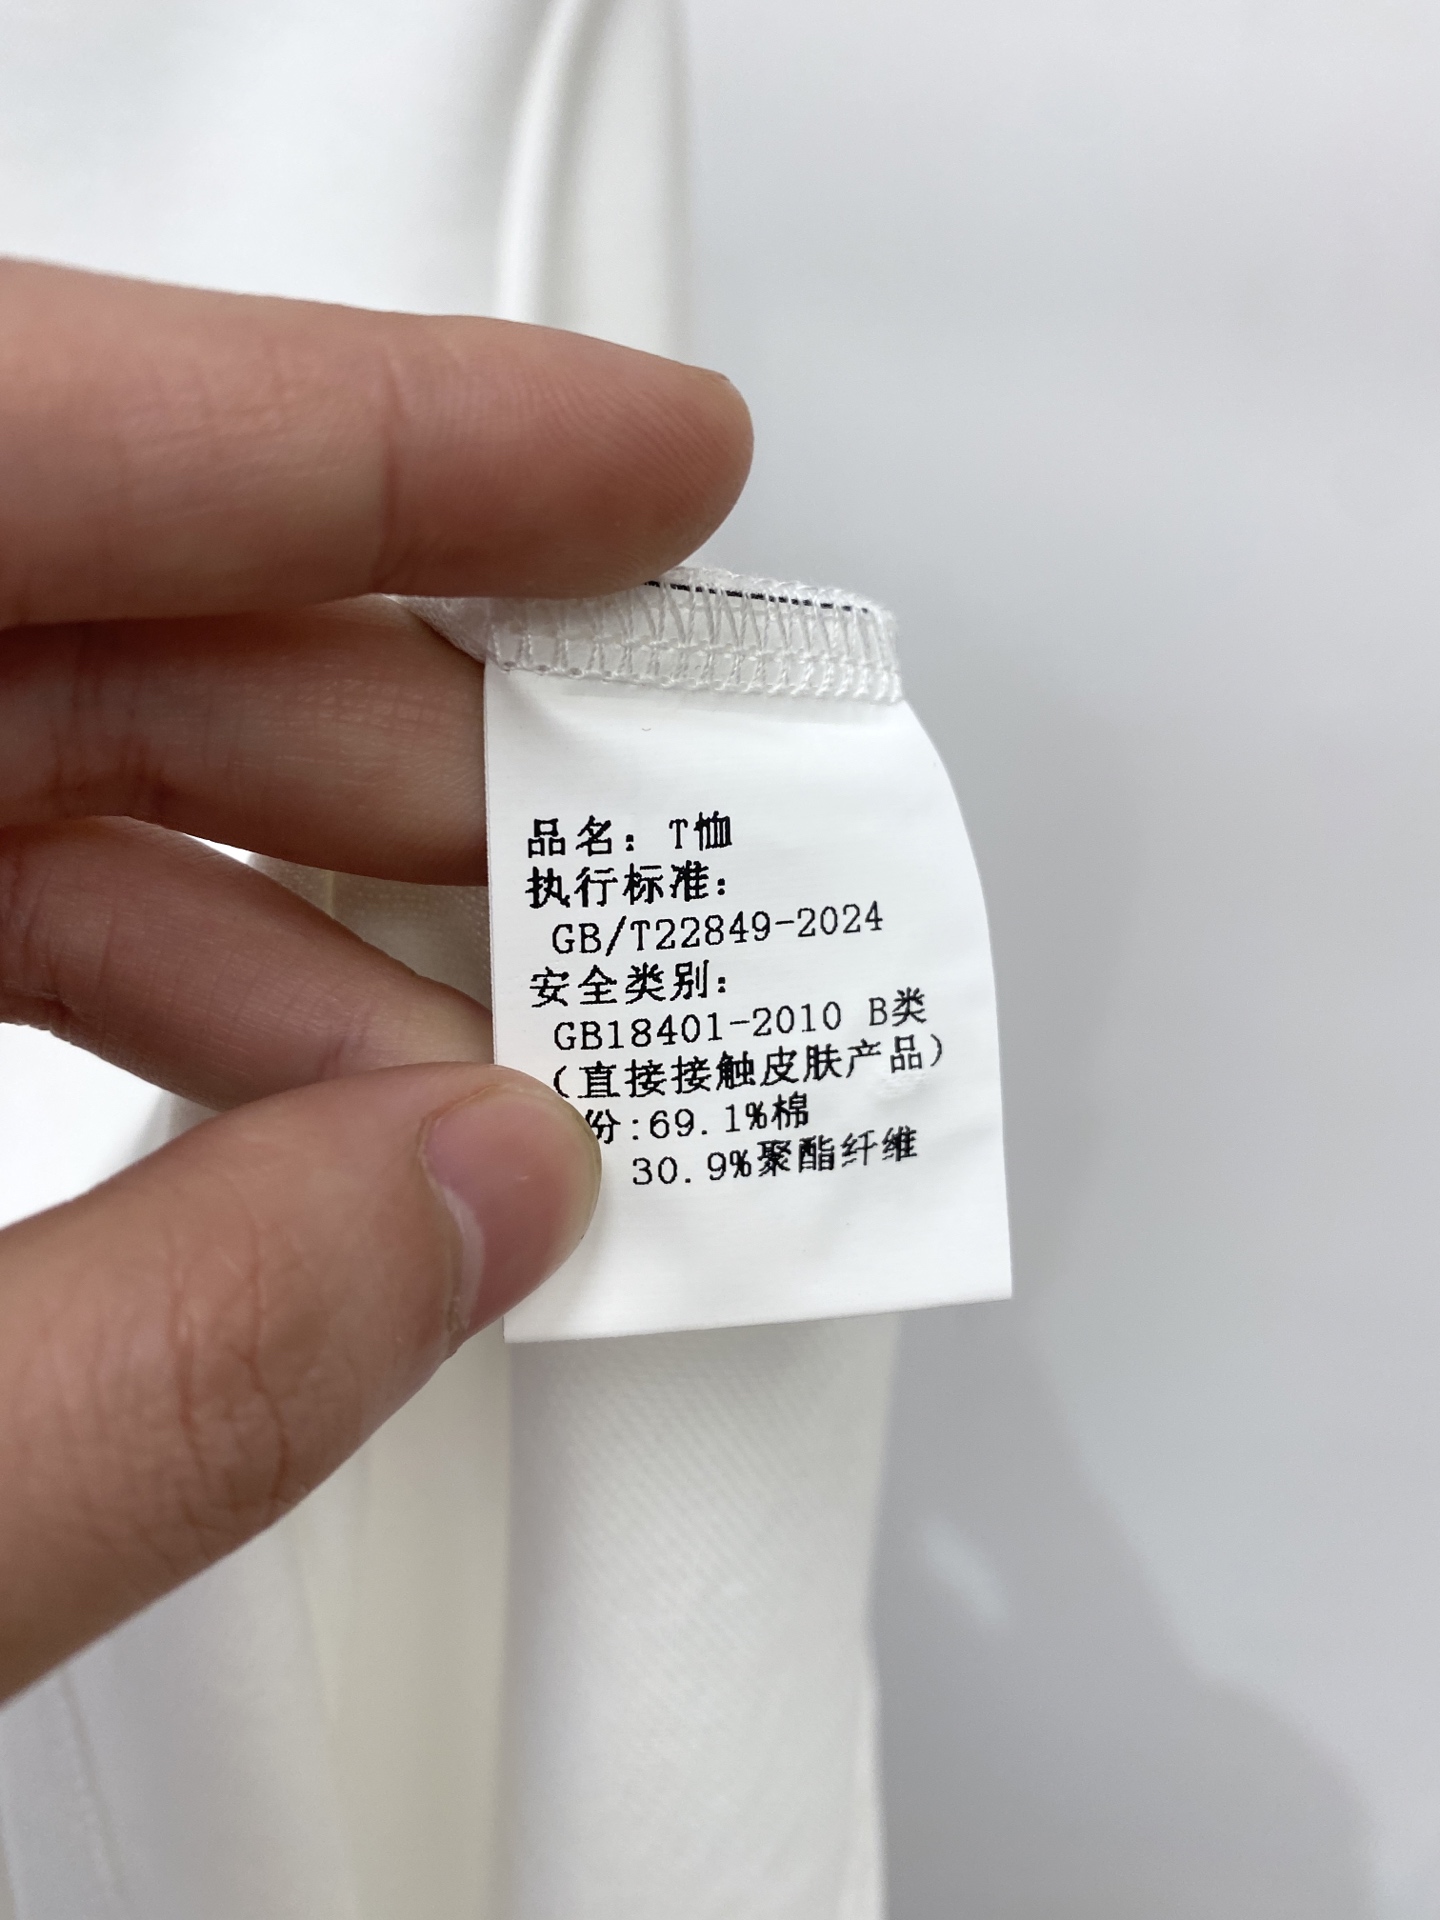 品名：T恤
执行标准：
GB/T22849-2024
安全类别：
GB18401-2010 B类
(直接接触皮肤产品)
份:69.1%棉
30.9%聚酯纤维